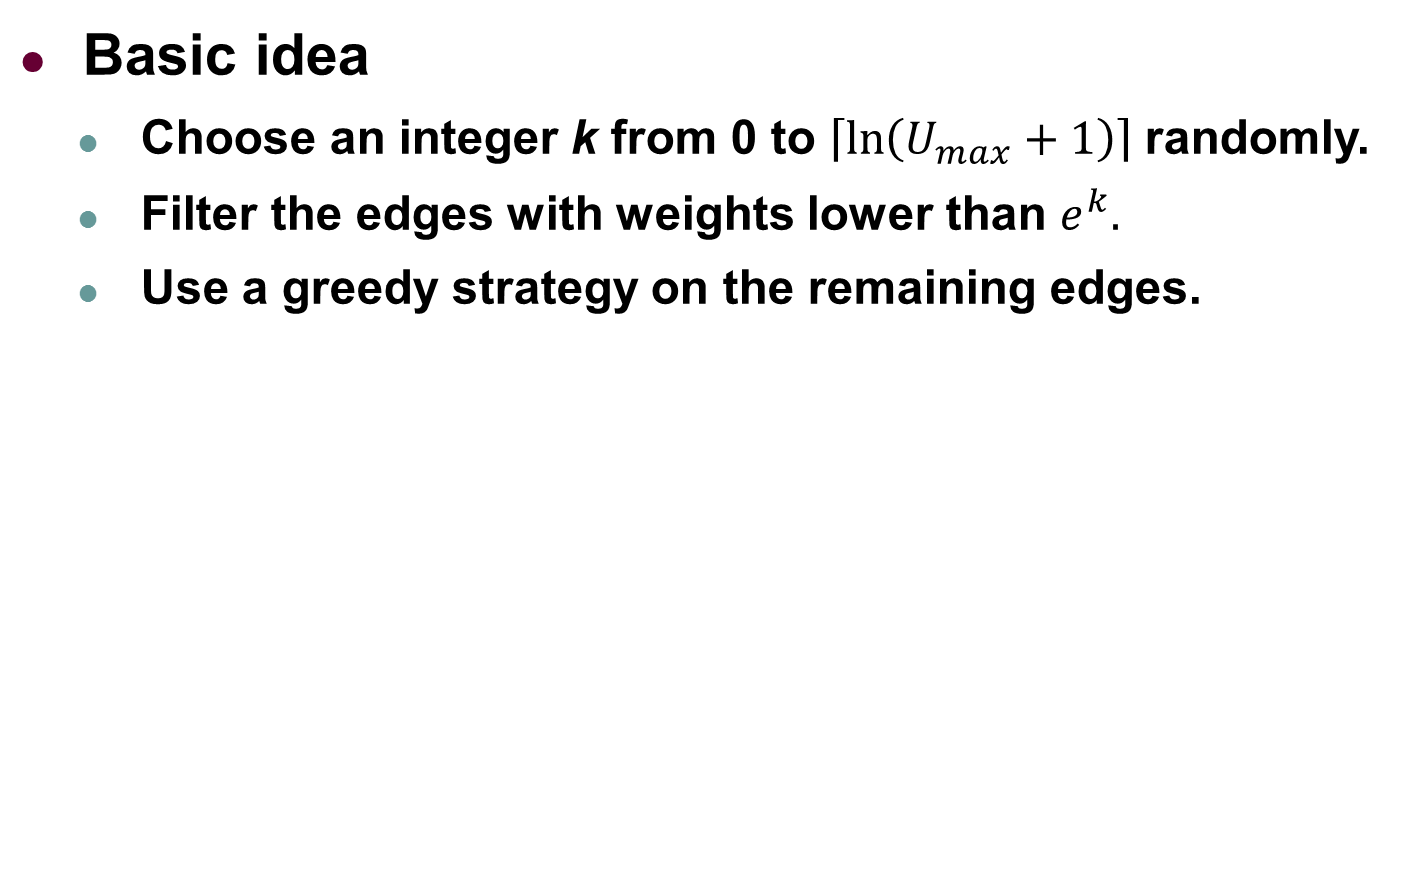 ● Basic idea
● Choose an integer k from 0 to ⌈ln(U_max + 1)⌉ randomly.
● Filter the edges with weights lower than e^k.
● Use a greedy strategy on the remaining edges.